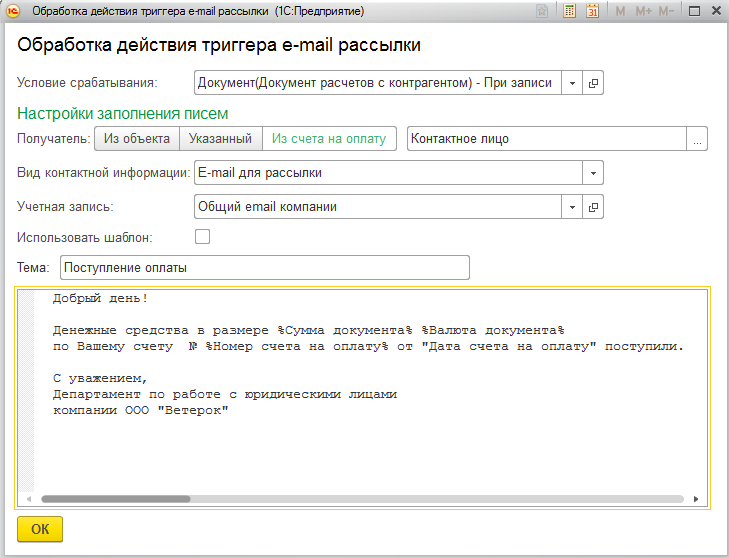 Обработка действия триггера e-mail рассылки (1С:Предприятие)
31 M M+ M-
Обработка действия триггера e-mail рассылки
Условие срабатывания: Документ(Документ расчетов с контрагентом) - При записи
Настройки заполнения писем
Получатель: Из объекта Указанный Из счета на оплату Контактное лицо ...
Вид контактной информации: E-mail для рассылки
Учетная запись: Общий email компании
Использовать шаблон:
Тема: Поступление оплаты
Добрый день!
Денежные средства в размере %Сумма документа% %Валюта документа%
по Вашему счету № %Номер счета на оплату% от "Дата счета на оплату" поступили.
С уважением,
Департамент по работе с юридическими лицами
компании ООО "Ветерок"
ОК